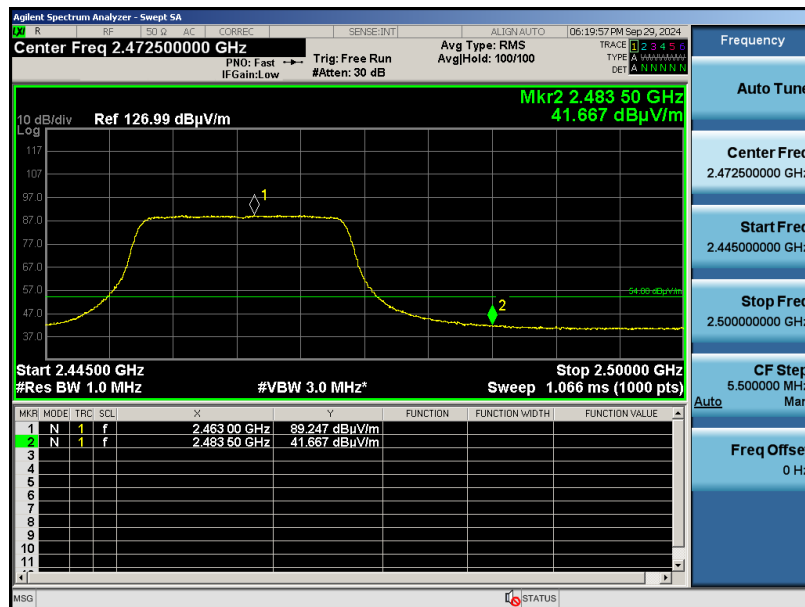 Agilent Spectrum Analyzer - Swept SA
LXI R RF 50 Ω AC CORREC SENSE:INT ALIGN AUTO 06:19:57 PM Sep 29, 2024
Center Freq 2.472500000 GHz
PNO: Fast
IFGain:Low
Trig: Free Run
#Atten: 30 dB
Avg Type: RMS
Avg|Hold: 100/100
TRACE 1 2 3 4 5 6
TYPE A WWWWW
DET A N N N N N
Frequency
Mkr2 2.483 50 GHz
41.667 dBµV/m
10 dB/div Ref 126.99 dBµV/m
Log
117
107
97.0
87.0
77.0
67.0
57.0
47.0
37.0
1
2
54.00 dBµV/m
Start 2.44500 GHz Stop 2.50000 GHz
#Res BW 1.0 MHz #VBW 3.0 MHz* Sweep 1.066 ms (1000 pts)
MKR MODE TRC SCL X Y FUNCTION FUNCTION WIDTH FUNCTION VALUE
1 N 1 f 2.463 00 GHz 89.247 dBµV/m
2 N 1 f 2.483 50 GHz 41.667 dBµV/m
3
4
5
6
7
8
9
10
11
MSG STATUS
Auto Tune
Center Freq
2.472500000 GHz
Start Freq
2.445000000 GHz
Stop Freq
2.500000000 GHz
CF Step
5.500000 MHz
Auto Man
Freq Offset
0 Hz